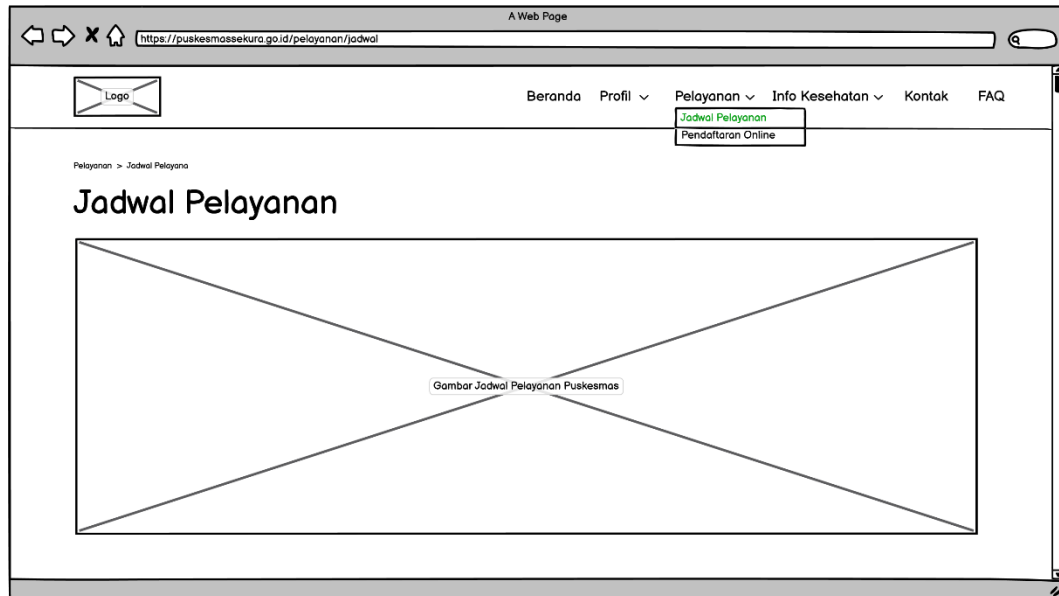 A Web Page
https://puskesmassekura.go.id/pelayanan/jadwal
Logo
Beranda Profil Pelayanan Info Kesehatan Kontak FAQ
Jadwal Pelayanan
Pendaftaran Online
Pelayanan > Jadwal Pelayana
Jadwal Pelayanan
Gambar Jadwal Pelayanan Puskesmas